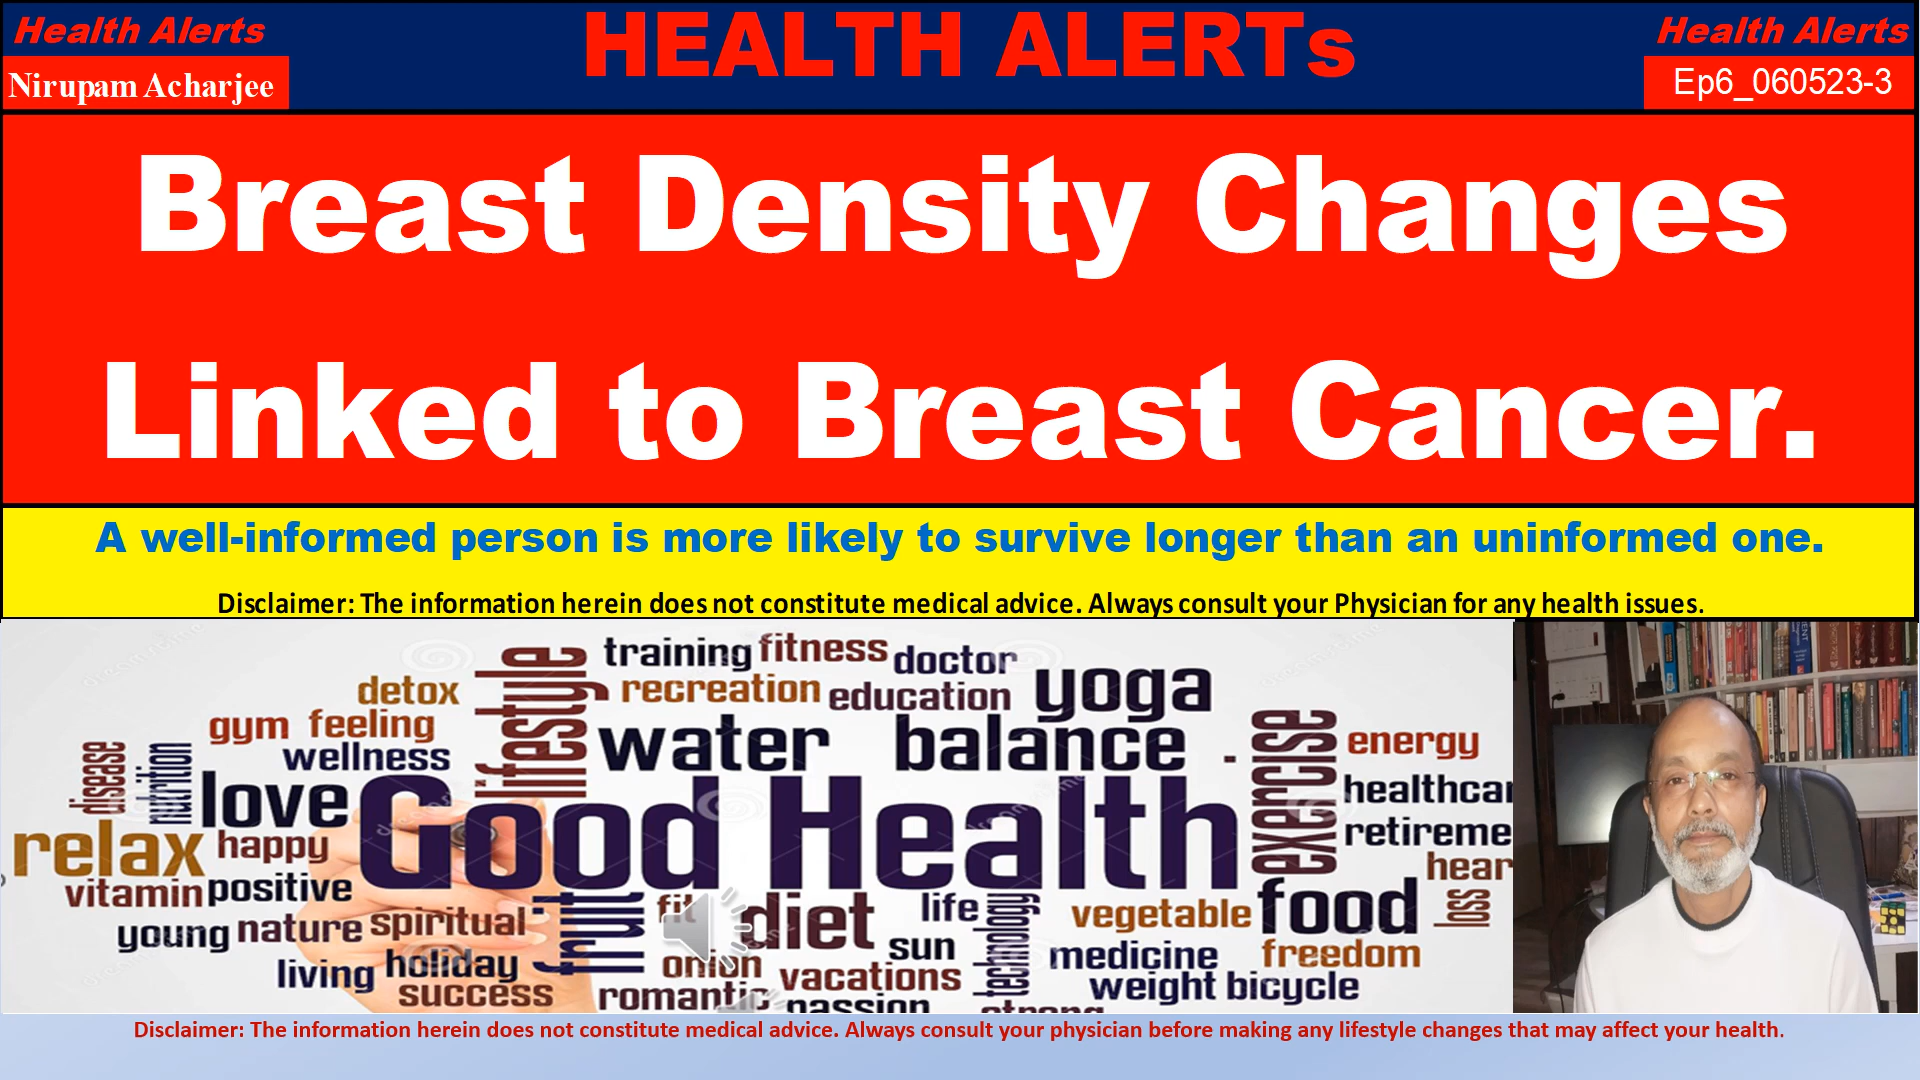 Health Alerts
HEALTH ALERTs
Health Alerts
Nirupam Acharjee
Ep6_060523-3
Breast Density Changes
Linked to Breast Cancer.
A well-informed person is more likely to survive longer than an uninformed one.
Disclaimer: The information herein does not constitute medical advice. Always consult your Physician for any health issues.
training fitness doctor
detox lifestyle recreation education yoga
gym feeling
wellness water balance exercise energy
disease nutrition love Good Health healthcar
retireme
relax happy hear
vitamin positive fruit fit diet life technology vegetable food loss
young nature spiritual sun medicine freedom
living holiday onion vacations weight bicycle
success romantic passion strong
Disclaimer: The information herein does not constitute medical advice. Always consult your physician before making any lifestyle changes that may affect your health.